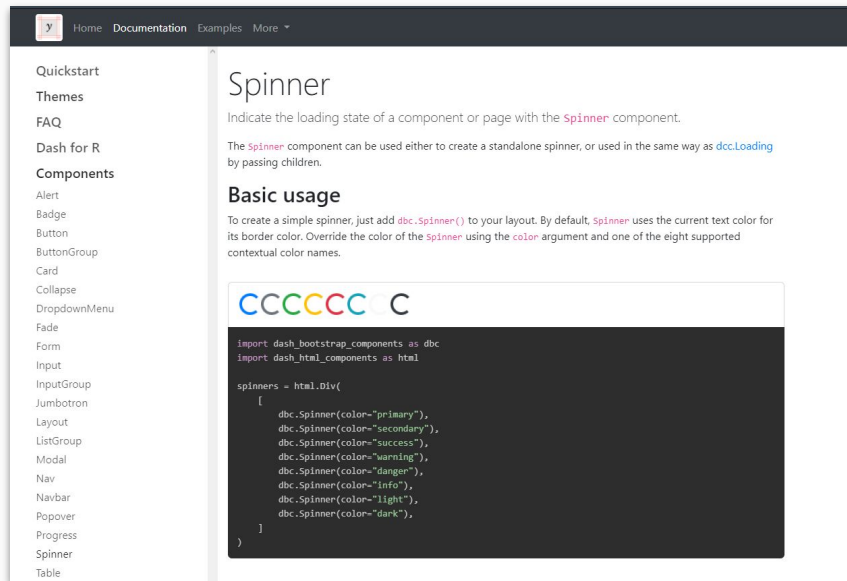 y Home Documentation Examples More
Quickstart
Themes
FAQ
Dash for R
Components
Alert
Badge
Button
ButtonGroup
Card
Collapse
DropdownMenu
Fade
Form
Input
InputGroup
Jumbotron
Layout
ListGroup
Modal
Nav
Navbar
Popover
Progress
Spinner
Table
Spinner
Indicate the loading state of a component or page with the Spinner component.
The Spinner component can be used either to create a standalone spinner, or used in the same way as dcc.Loading
by passing children.
Basic usage
To create a simple spinner, just add dbc.Spinner() to your layout. By default, Spinner uses the current text color for
its border color. Override the color of the Spinner using the color argument and one of the eight supported
contextual color names.
import dash_bootstrap_components as dbc
import dash_html_components as html
spinners = html.Div(
[
dbc.Spinner(color="primary"),
dbc.Spinner(color="secondary"),
dbc.Spinner(color="success"),
dbc.Spinner(color="warning"),
dbc.Spinner(color="danger"),
dbc.Spinner(color="info"),
dbc.Spinner(color="light"),
dbc.Spinner(color="dark"),
]
)